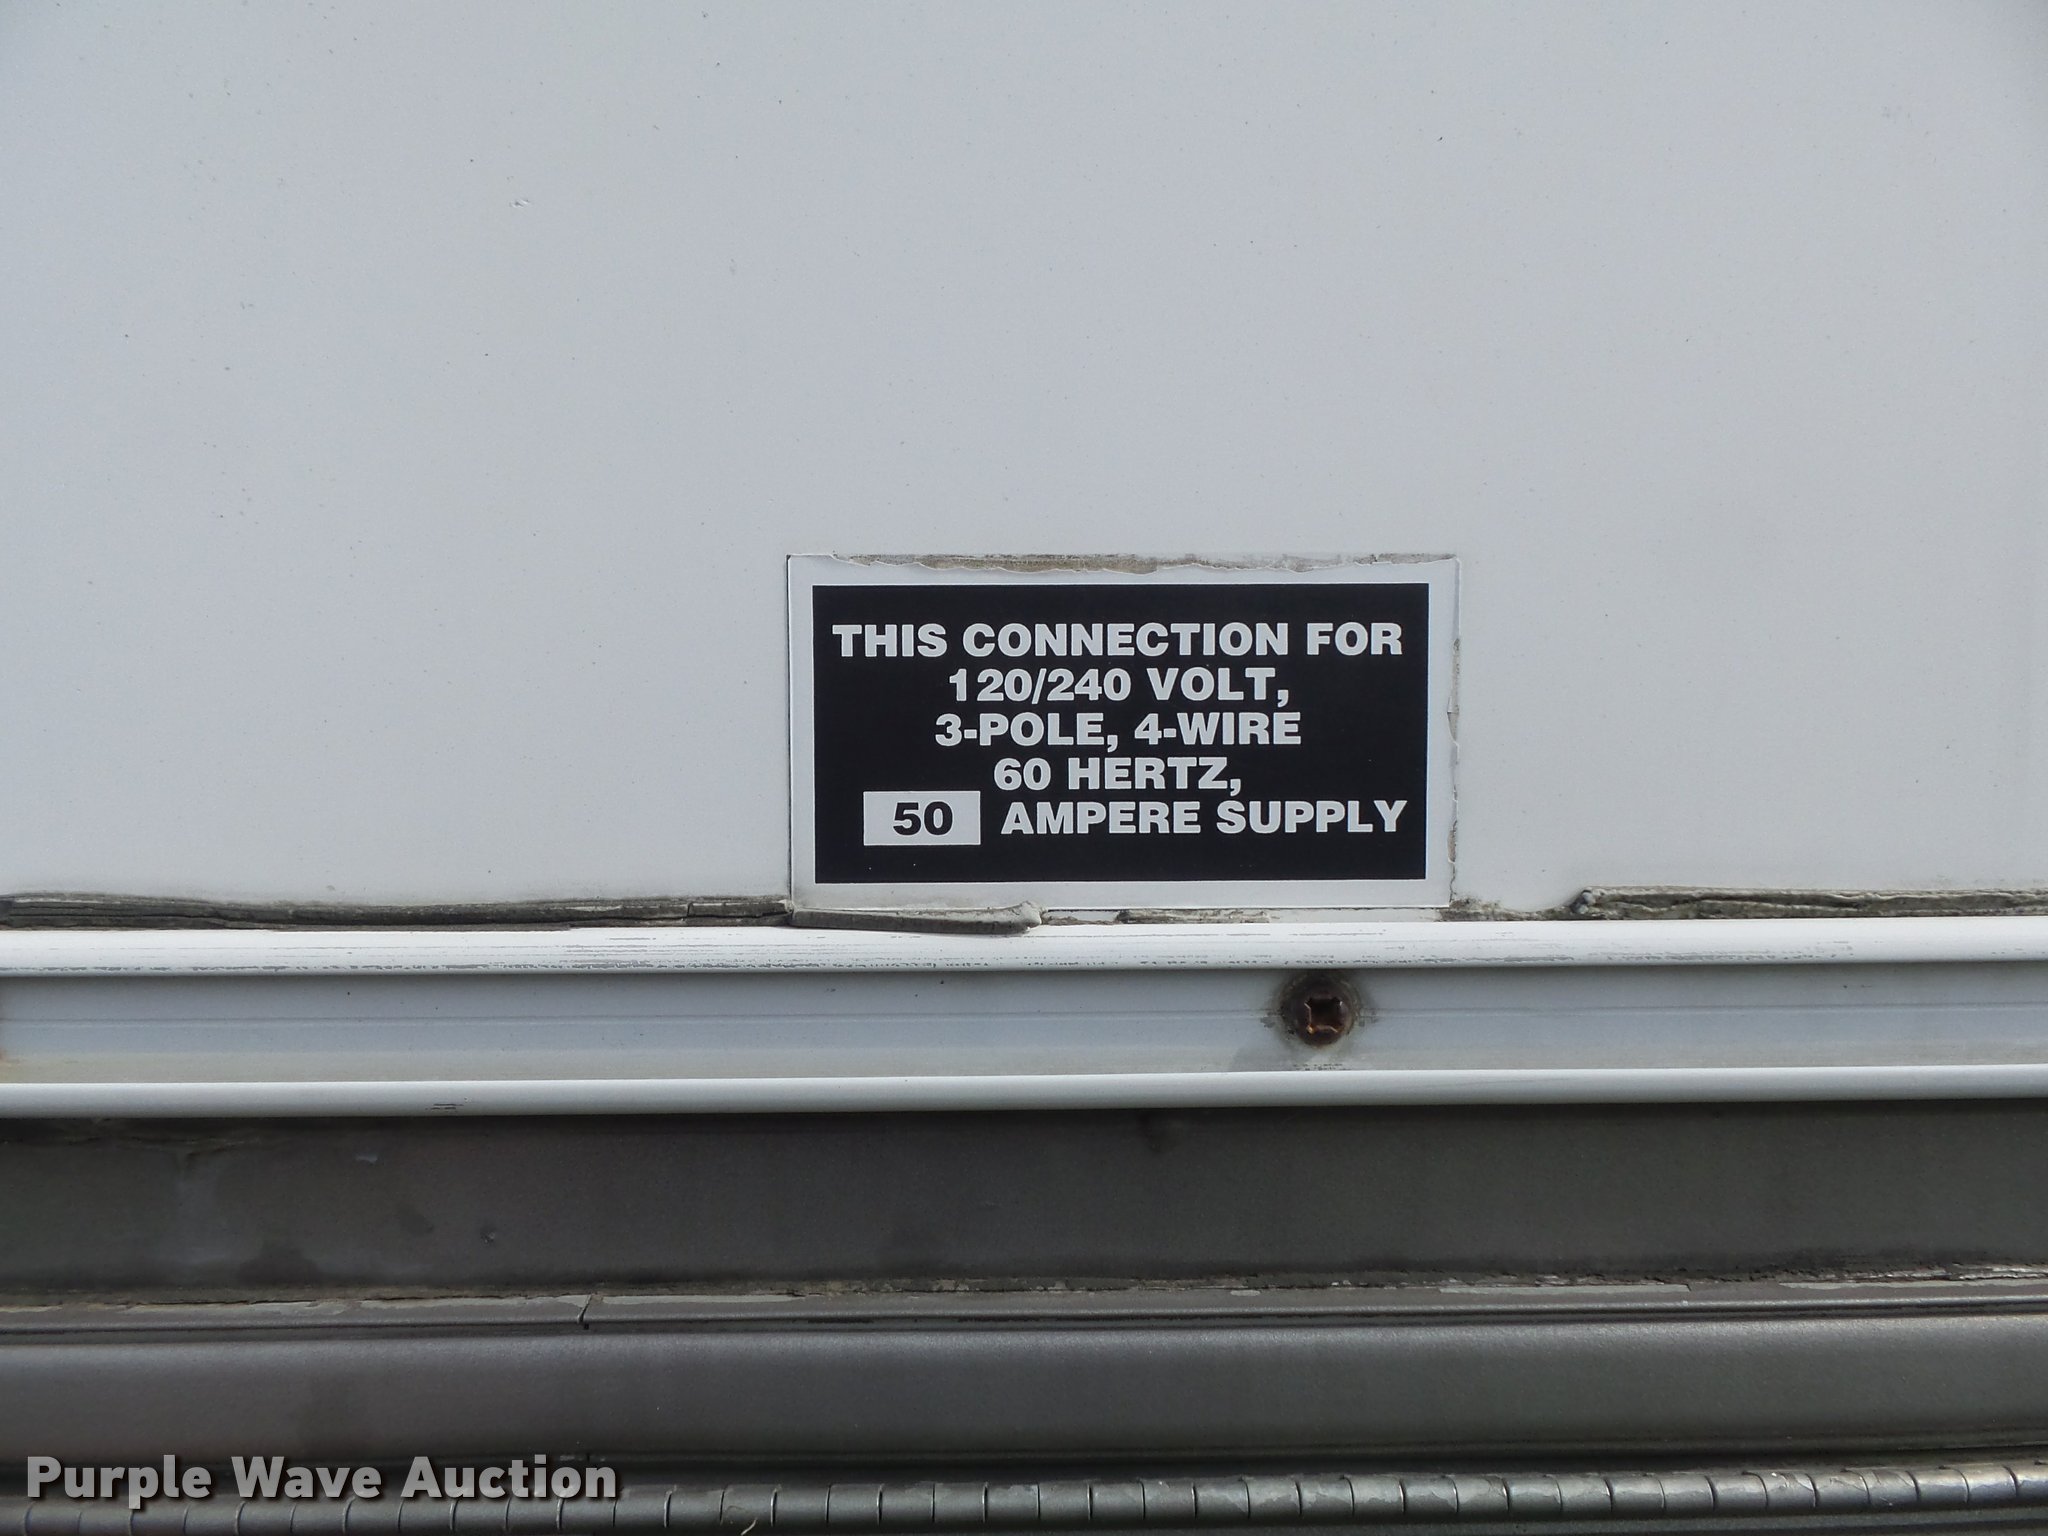 THIS CONNECTION FOR
120/240 VOLT,
3-POLE, 4-WIRE
60 HERTZ,
50 AMPERE SUPPLY
Purple Wave Auction